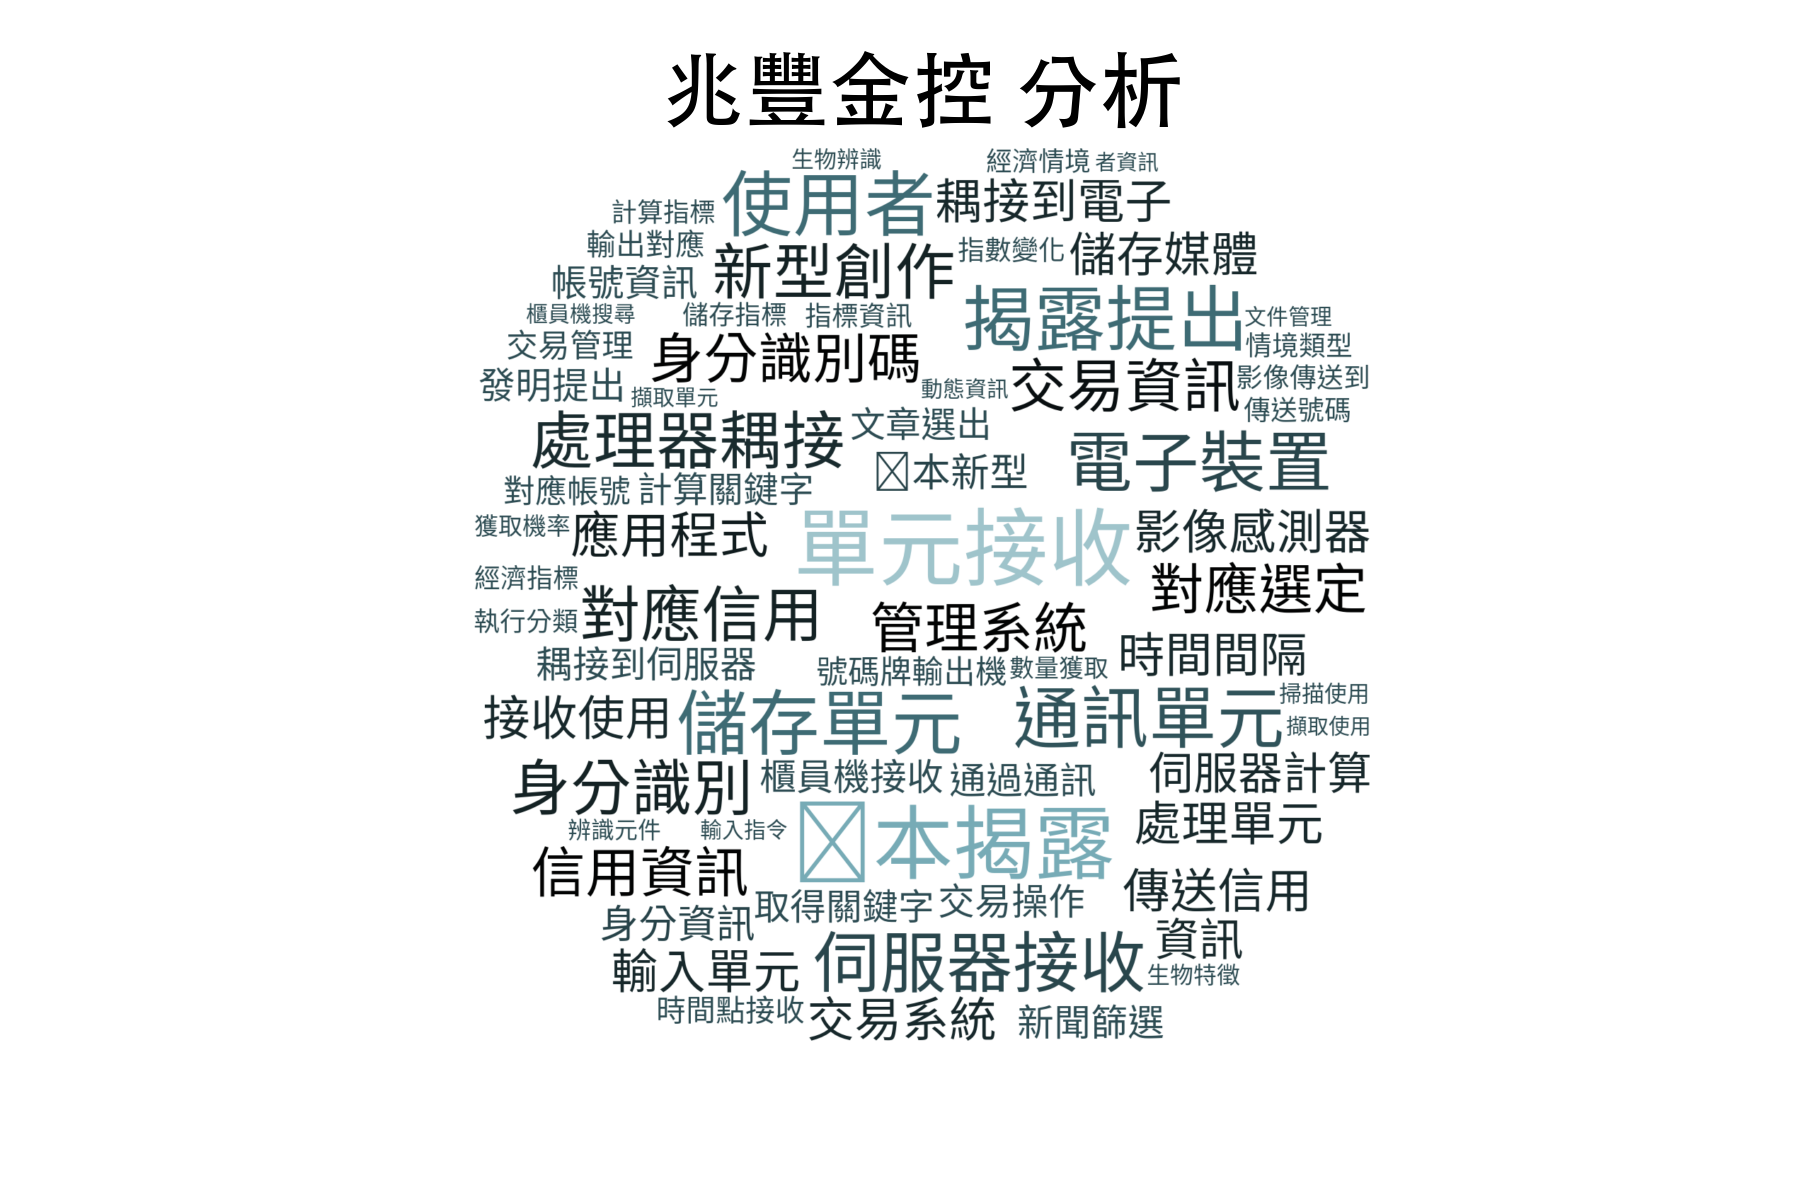 兆豐金控 分析
生物辨識
經濟情境
者資訊
使用者
耦接到電子
計算指標
輸出對應
新型創作
指數變化
儲存媒體
帳號資訊
櫃員機搜尋
儲存指標
指標資訊
揭露提出
文件管理
交易管理
身分識別碼
情境類型
發明提出
擷取單元
動態資訊
交易資訊
影像傳送到
傳送號碼
處理器耦接
文章選出
本新型
電子裝置
對應帳號
計算關鍵字
獲取機率
應用程式
單元接收
影像感測器
經濟指標
對應選定
執行分類
對應信用
管理系統
時間間隔
耦接到伺服器
號碼牌輸出機
數量獲取
接收使用
儲存單元
通訊單元
掃描使用
擷取使用
身分識別
櫃員機接收
通過通訊
伺服器計算
辨識元件
輸入指令
本揭露
處理單元
信用資訊
取得關鍵字
交易操作
傳送信用
身分資訊
資訊
輸入單元
伺服器接收
生物特徵
時間點接收
交易系統
新聞篩選